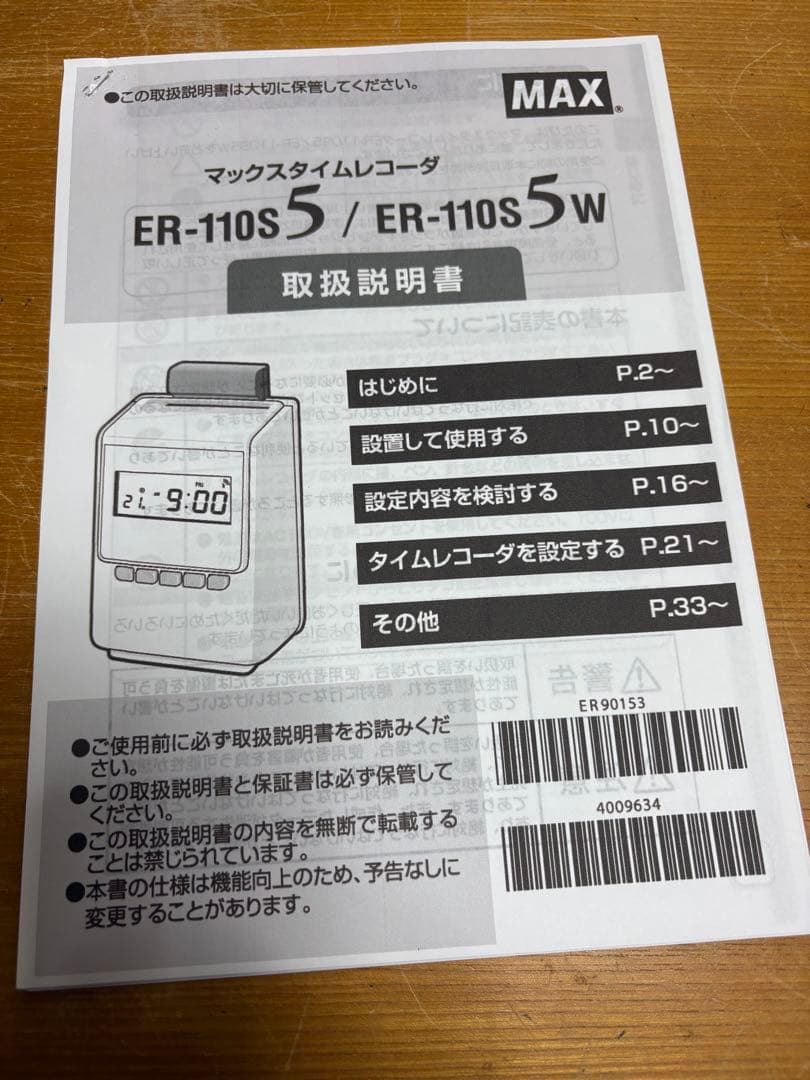 ●この取扱説明書は大切に保管してください。
MAX®
マックスタイムレコーダ
ER-110S5 / ER-110S5W
取扱説明書
はじめに P.2～
設置して使用する P.10～
設定内容を検討する P.16～
タイムレコーダを設定する P.21～
その他 P.33～
21. 9:00
●ご使用前に必ず取扱説明書をお読みくだ
さい。
●この取扱説明書と保証書は必ず保管して
ください。
●この取扱説明書の内容を無断で転載する
ことは禁じられています。
●本書の仕様は機能向上のため、予告なしに
変更することがあります。
ER90153
4009634